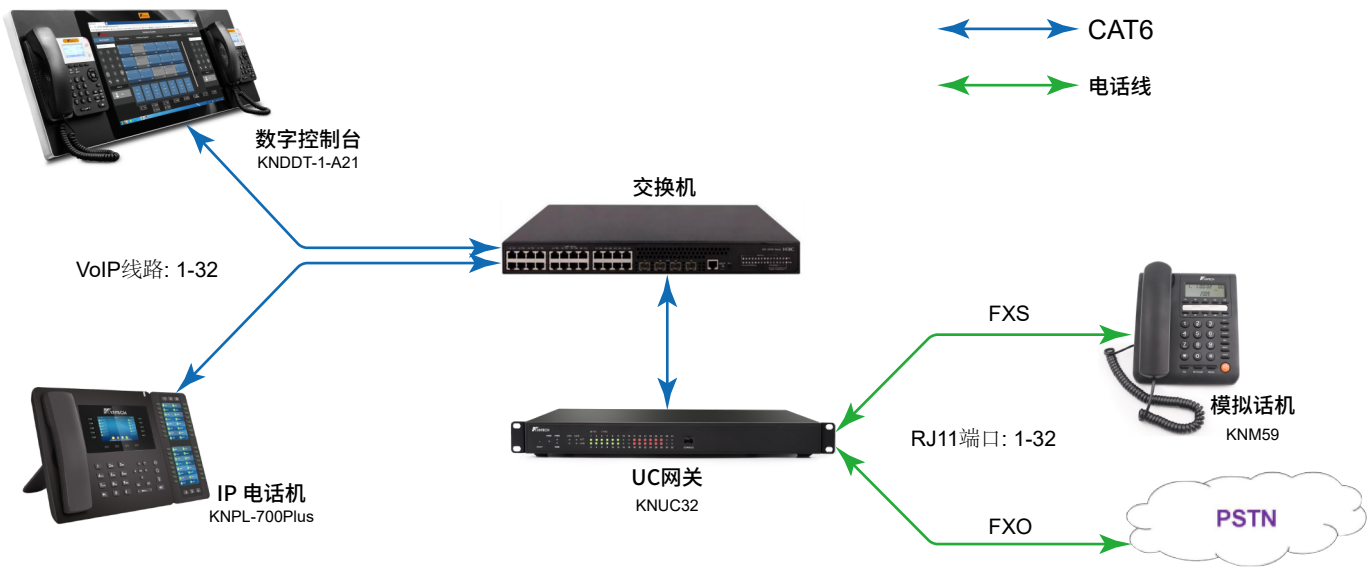 CAT6
电话线
数字控制台
KNDDT-1-A21
交换机
VoIP线路: 1-32
FXS
模拟话机
KNM59
RJ11端口: 1-32
UC网关
KNUC32
IP 电话机
KNPL-700Plus
FXO
PSTN